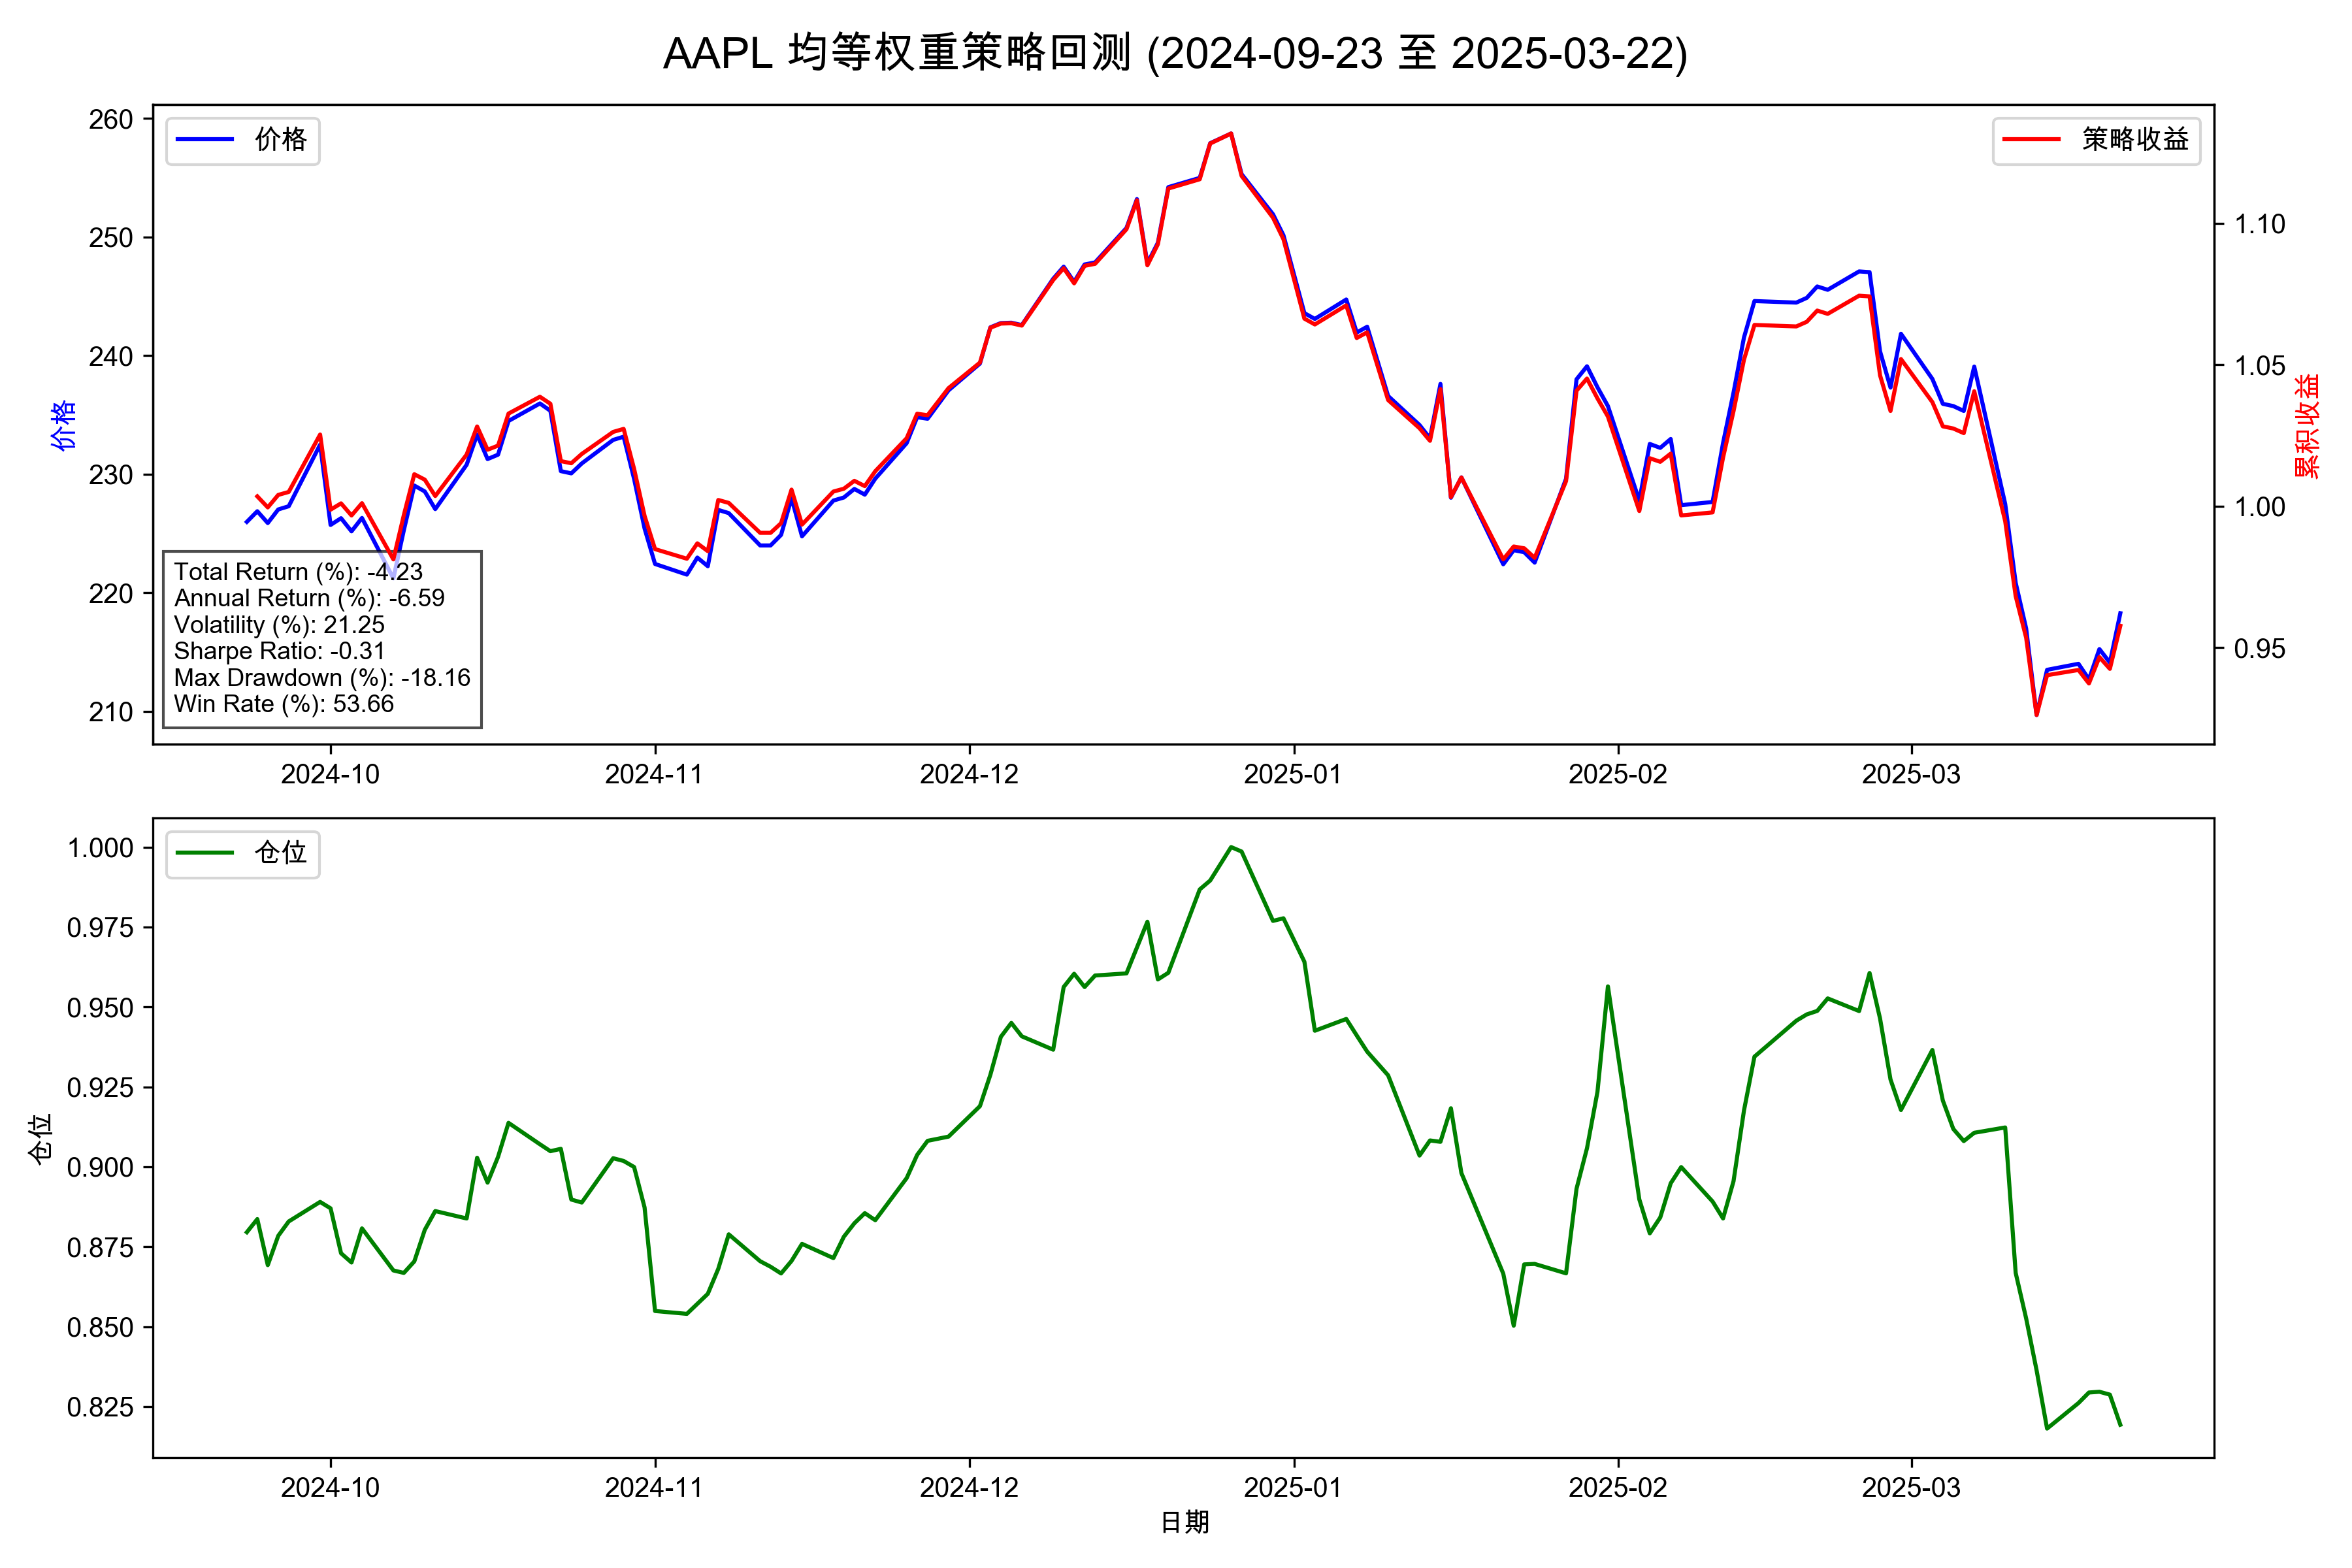 AAPL 均等权重策略回测 (2024-09-23 至 2025-03-22)
价格
策略收益
260
250
240
230
220
210
价格
1.10
1.05
1.00
0.95
累积收益
Total Return (%): -4.23
Annual Return (%): -6.59
Volatility (%): 21.25
Sharpe Ratio: -0.31
Max Drawdown (%): -18.16
Win Rate (%): 53.66
2024-10
2024-11
2024-12
2025-01
2025-02
2025-03
仓位
1.000
0.975
0.950
0.925
0.900
0.875
0.850
0.825
仓位
2024-10
2024-11
2024-12
2025-01
2025-02
2025-03
日期